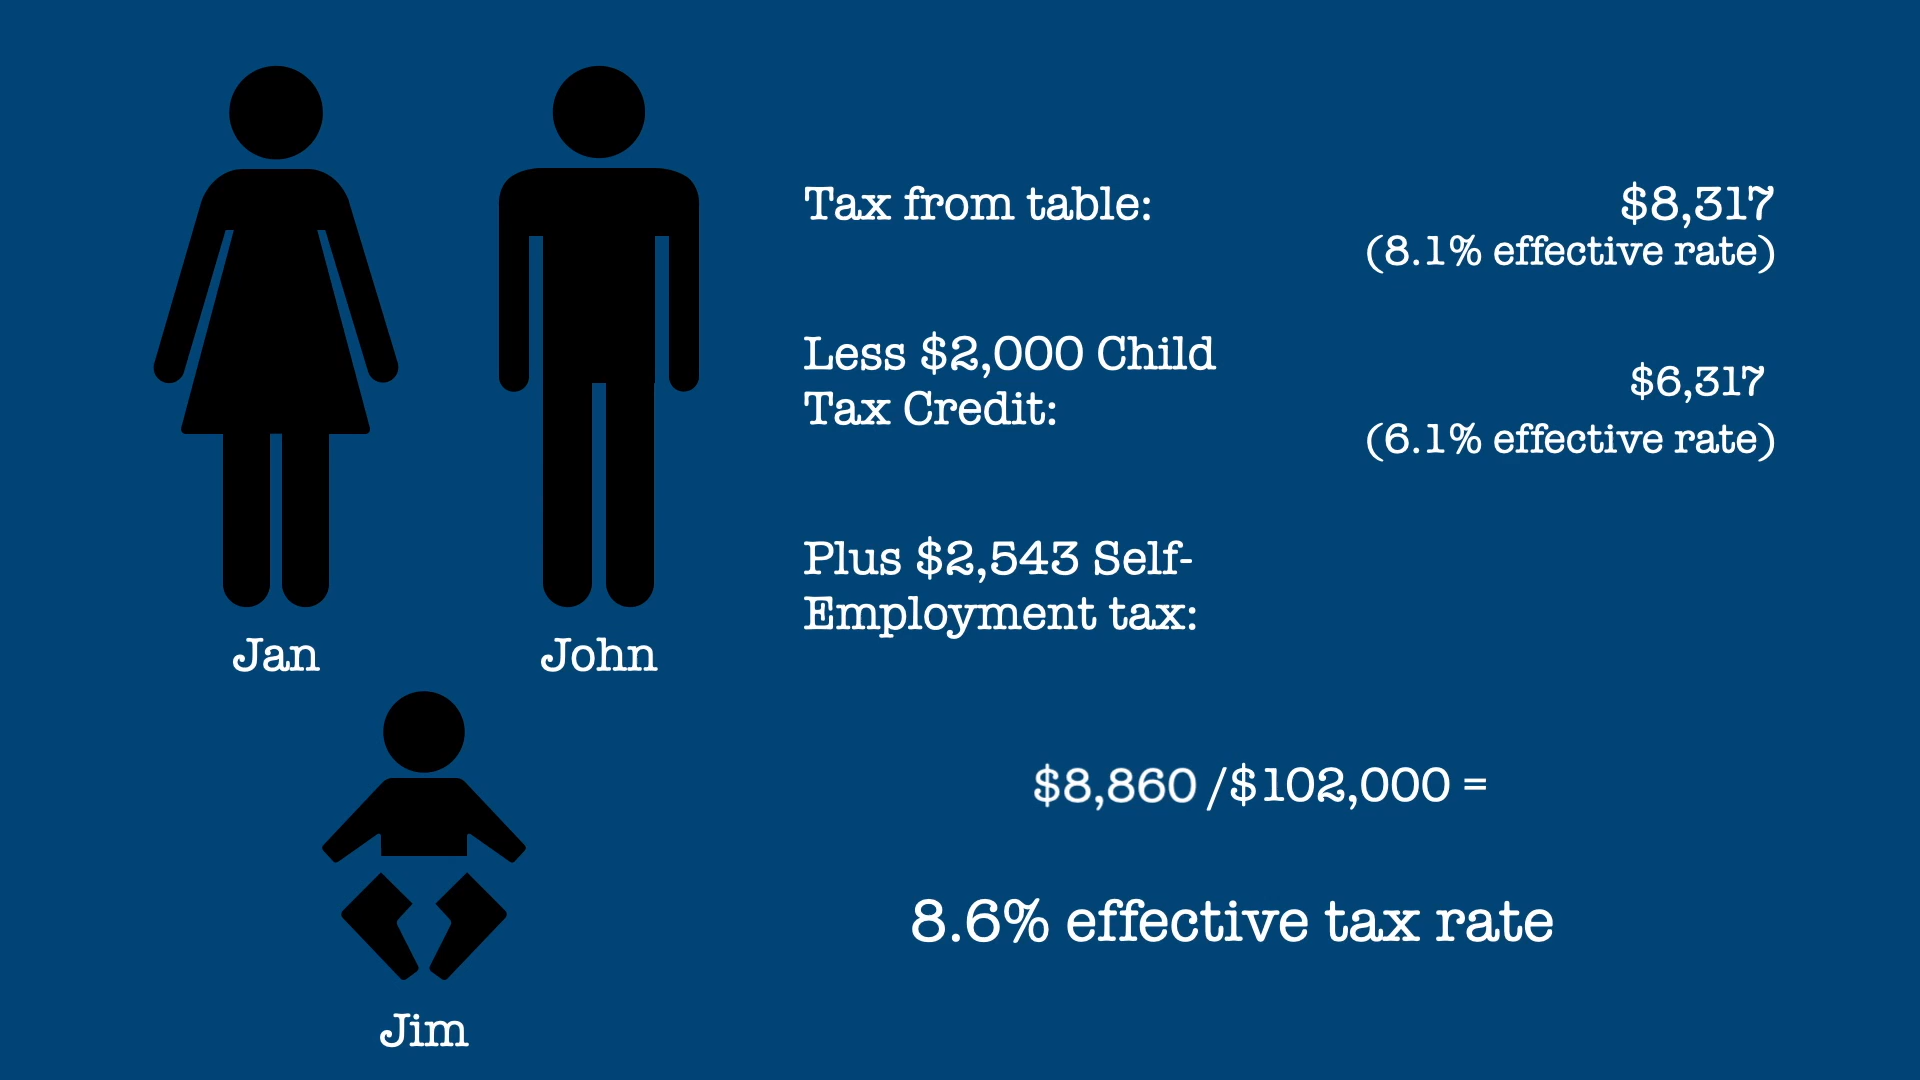 Tax from table:
$8,317
(8.1% effective rate)
Less $2,000 Child
Tax Credit:
$6,317
(6.1% effective rate)
Plus $2,543 Self-
Employment tax:
Jan
John
$8,860 /$102,000 =
8.6% effective tax rate
Jim